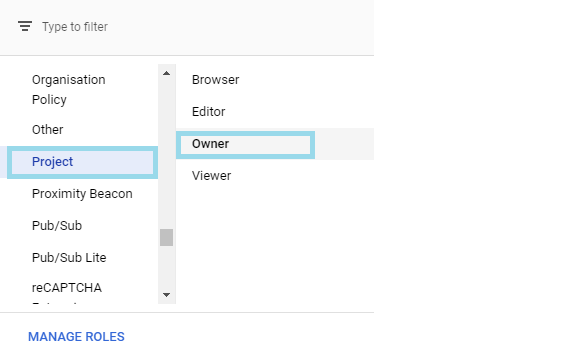 Type to filter
Organisation
Policy
Other
Project
Proximity Beacon
Pub/Sub
Pub/Sub Lite
reCAPTCHA
Browser
Editor
Owner
Viewer
MANAGE ROLES